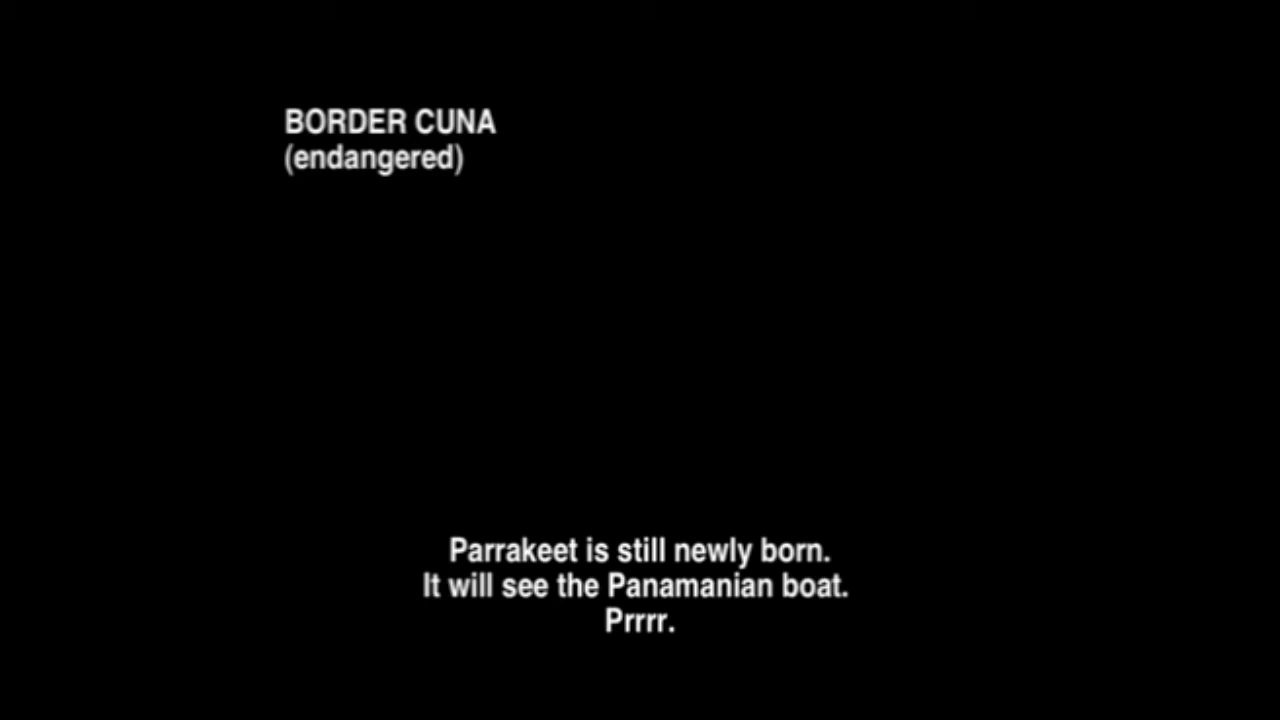 BORDER CUNA
(endangered)
Parrakeet is still newly born.
It will see the Panamanian boat.
Prrrr.